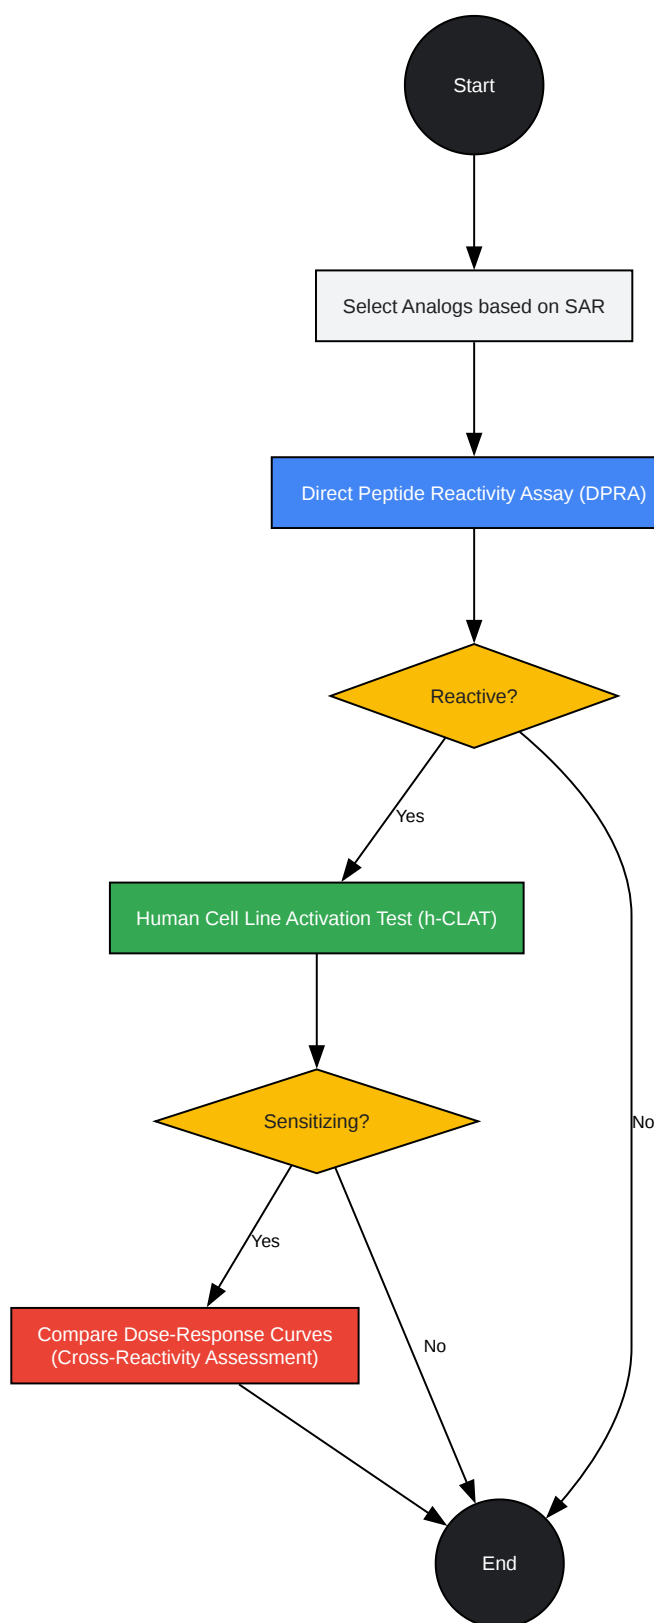 Start
Select Analogs based on SAR
Direct Peptide Reactivity Assay (DPRA)
Reactive?
Yes
Human Cell Line Activation Test (h-CLAT)
Sensitizing?
No
Yes
Compare Dose-Response Curves
(Cross-Reactivity Assessment)
No
End